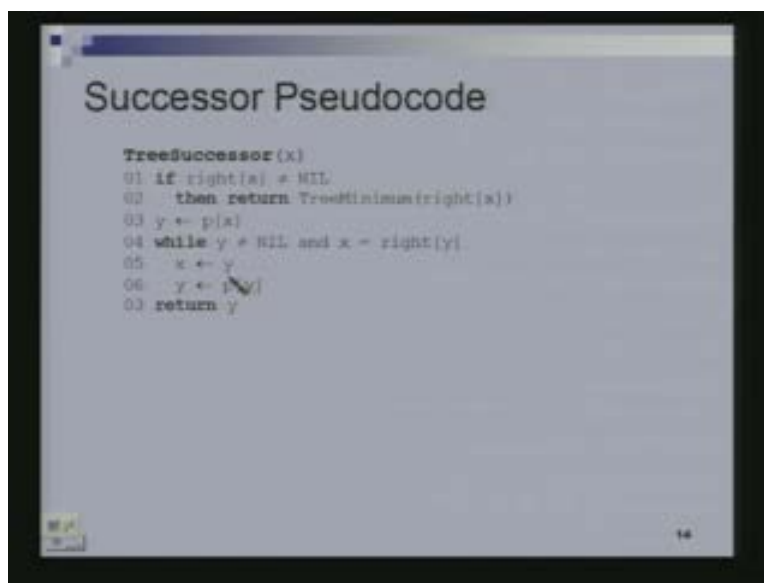 Successor Pseudocode
TreeSuccessor(x)
01 if right[x] ≠ NIL
02 then return TreeMinimum(right[x])
03 y ← p[x]
04 while y ≠ NIL and x = right[y]
05 x ← y
06 y ← p[y]
03 return y
14